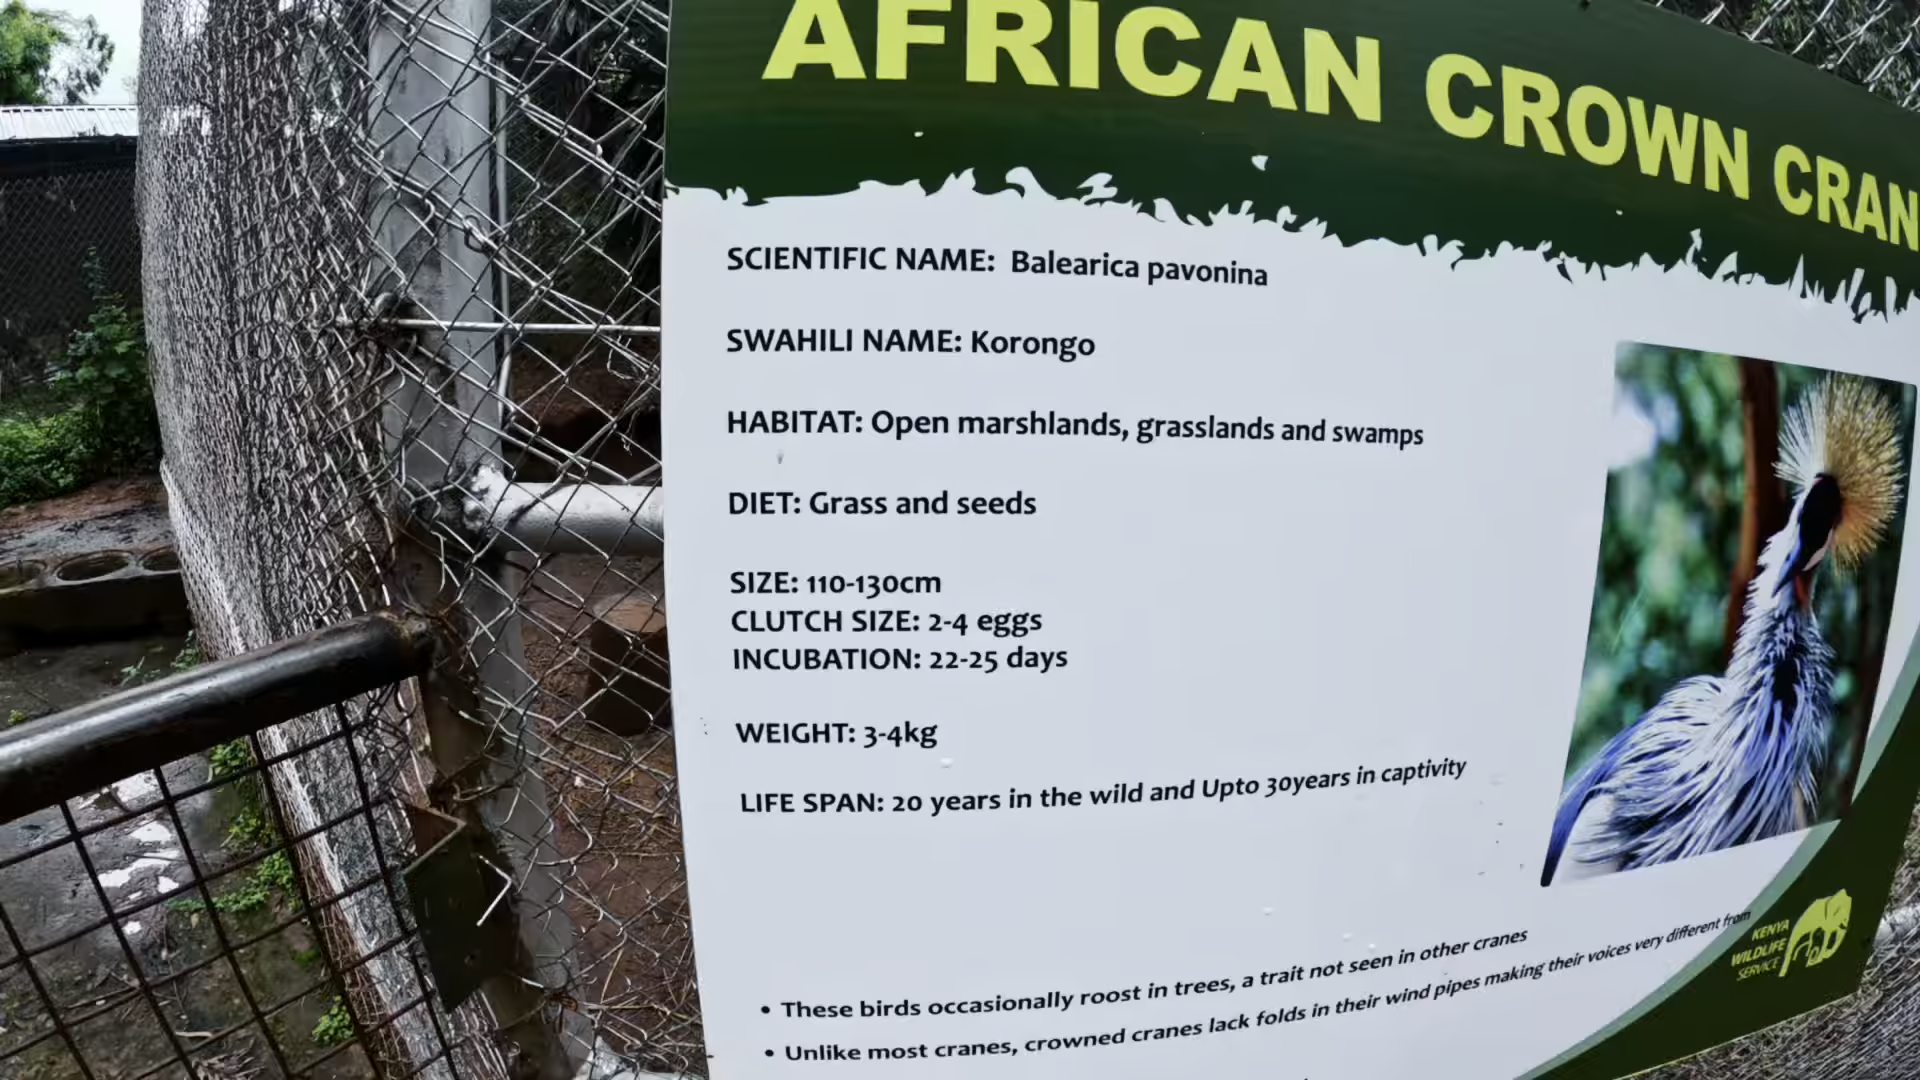 AFRICAN CROWN CRAN
SCIENTIFIC NAME: Balearica pavonina
SWAHILI NAME: Korongo
HABITAT: Open marshlands, grasslands and swamps
DIET: Grass and seeds
SIZE: 110-130cm
CLUTCH SIZE: 2-4 eggs
INCUBATION: 22-25 days
WEIGHT: 3-4kg
LIFE SPAN: 20 years in the wild and Upto 30years in captivity
• These birds occasionally roost in trees, a trait not seen in other cranes
• Unlike most cranes, crowned cranes lack folds in their wind pipes making their voices very different from
KENYA
WILDLIFE
SERVICE